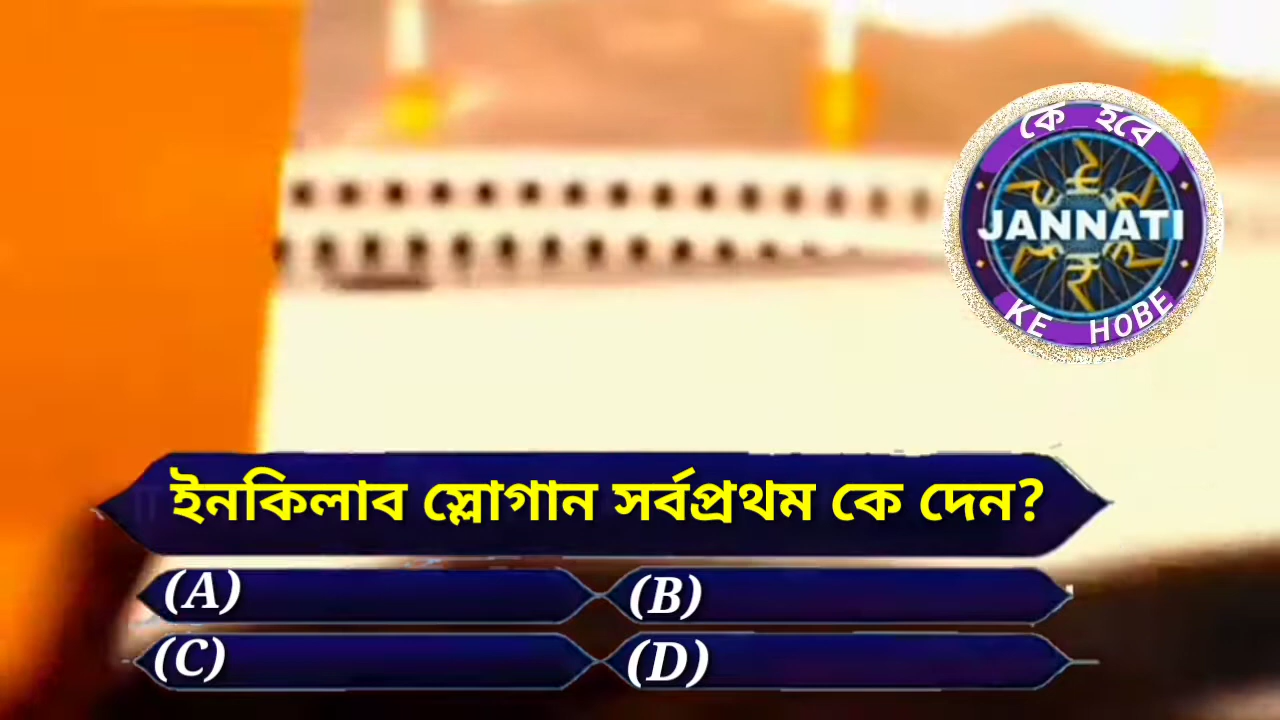 কে হবে
JANNATI
KE HOBE
ইনকিলাব স্লোগান সর্বপ্রথম কে দেন?
(A)
(B)
(C)
(D)